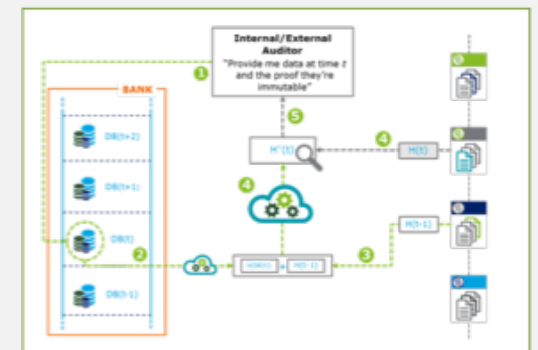 Internal/External
Auditor
"Provide me data at time t
and the proof they're
immutable"
1
BANK
5
DB(t+2)
H'(t)
4
H(t)
DB(t+1)
4
DB(t)
H(t-1)
2
3
+ H(t-1)
DB(t-1)